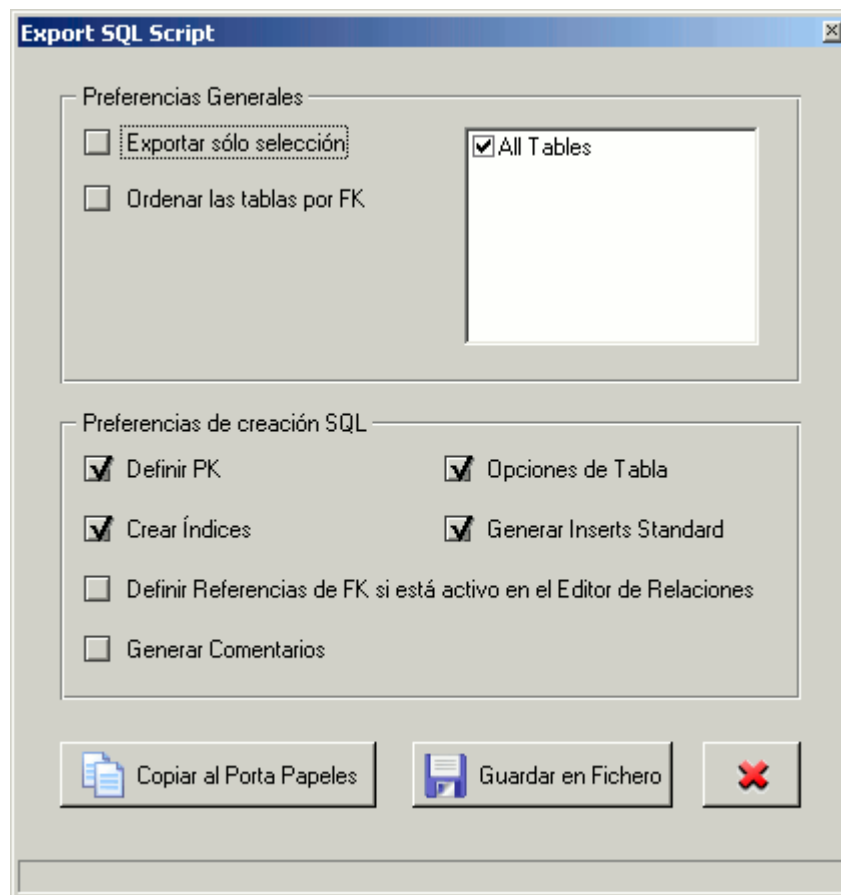 Export SQL Script
Preferencias Generales
Exportar sólo selección
All Tables
Ordenar las tablas por FK
Preferencias de creación SQL
Definir PK
Opciones de Tabla
Crear Índices
Generar Inserts Standard
Definir Referencias de FK si está activo en el Editor de Relaciones
Generar Comentarios
Copiar al Porta Papeles
Guardar en Fichero